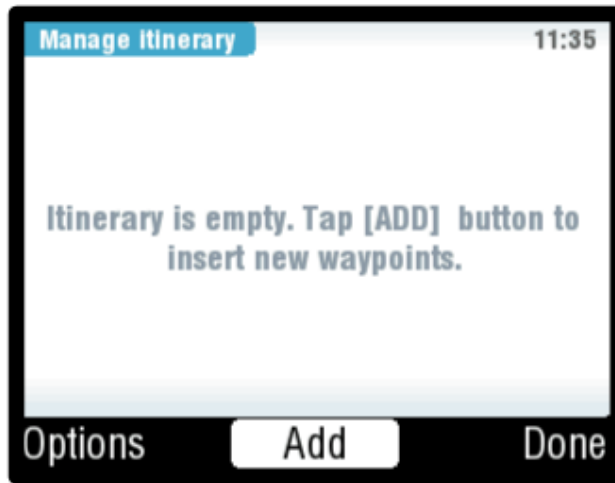 Manage itinerary 11:35
Itinerary is empty. Tap [ADD] button to
insert new waypoints.
Options Add Done